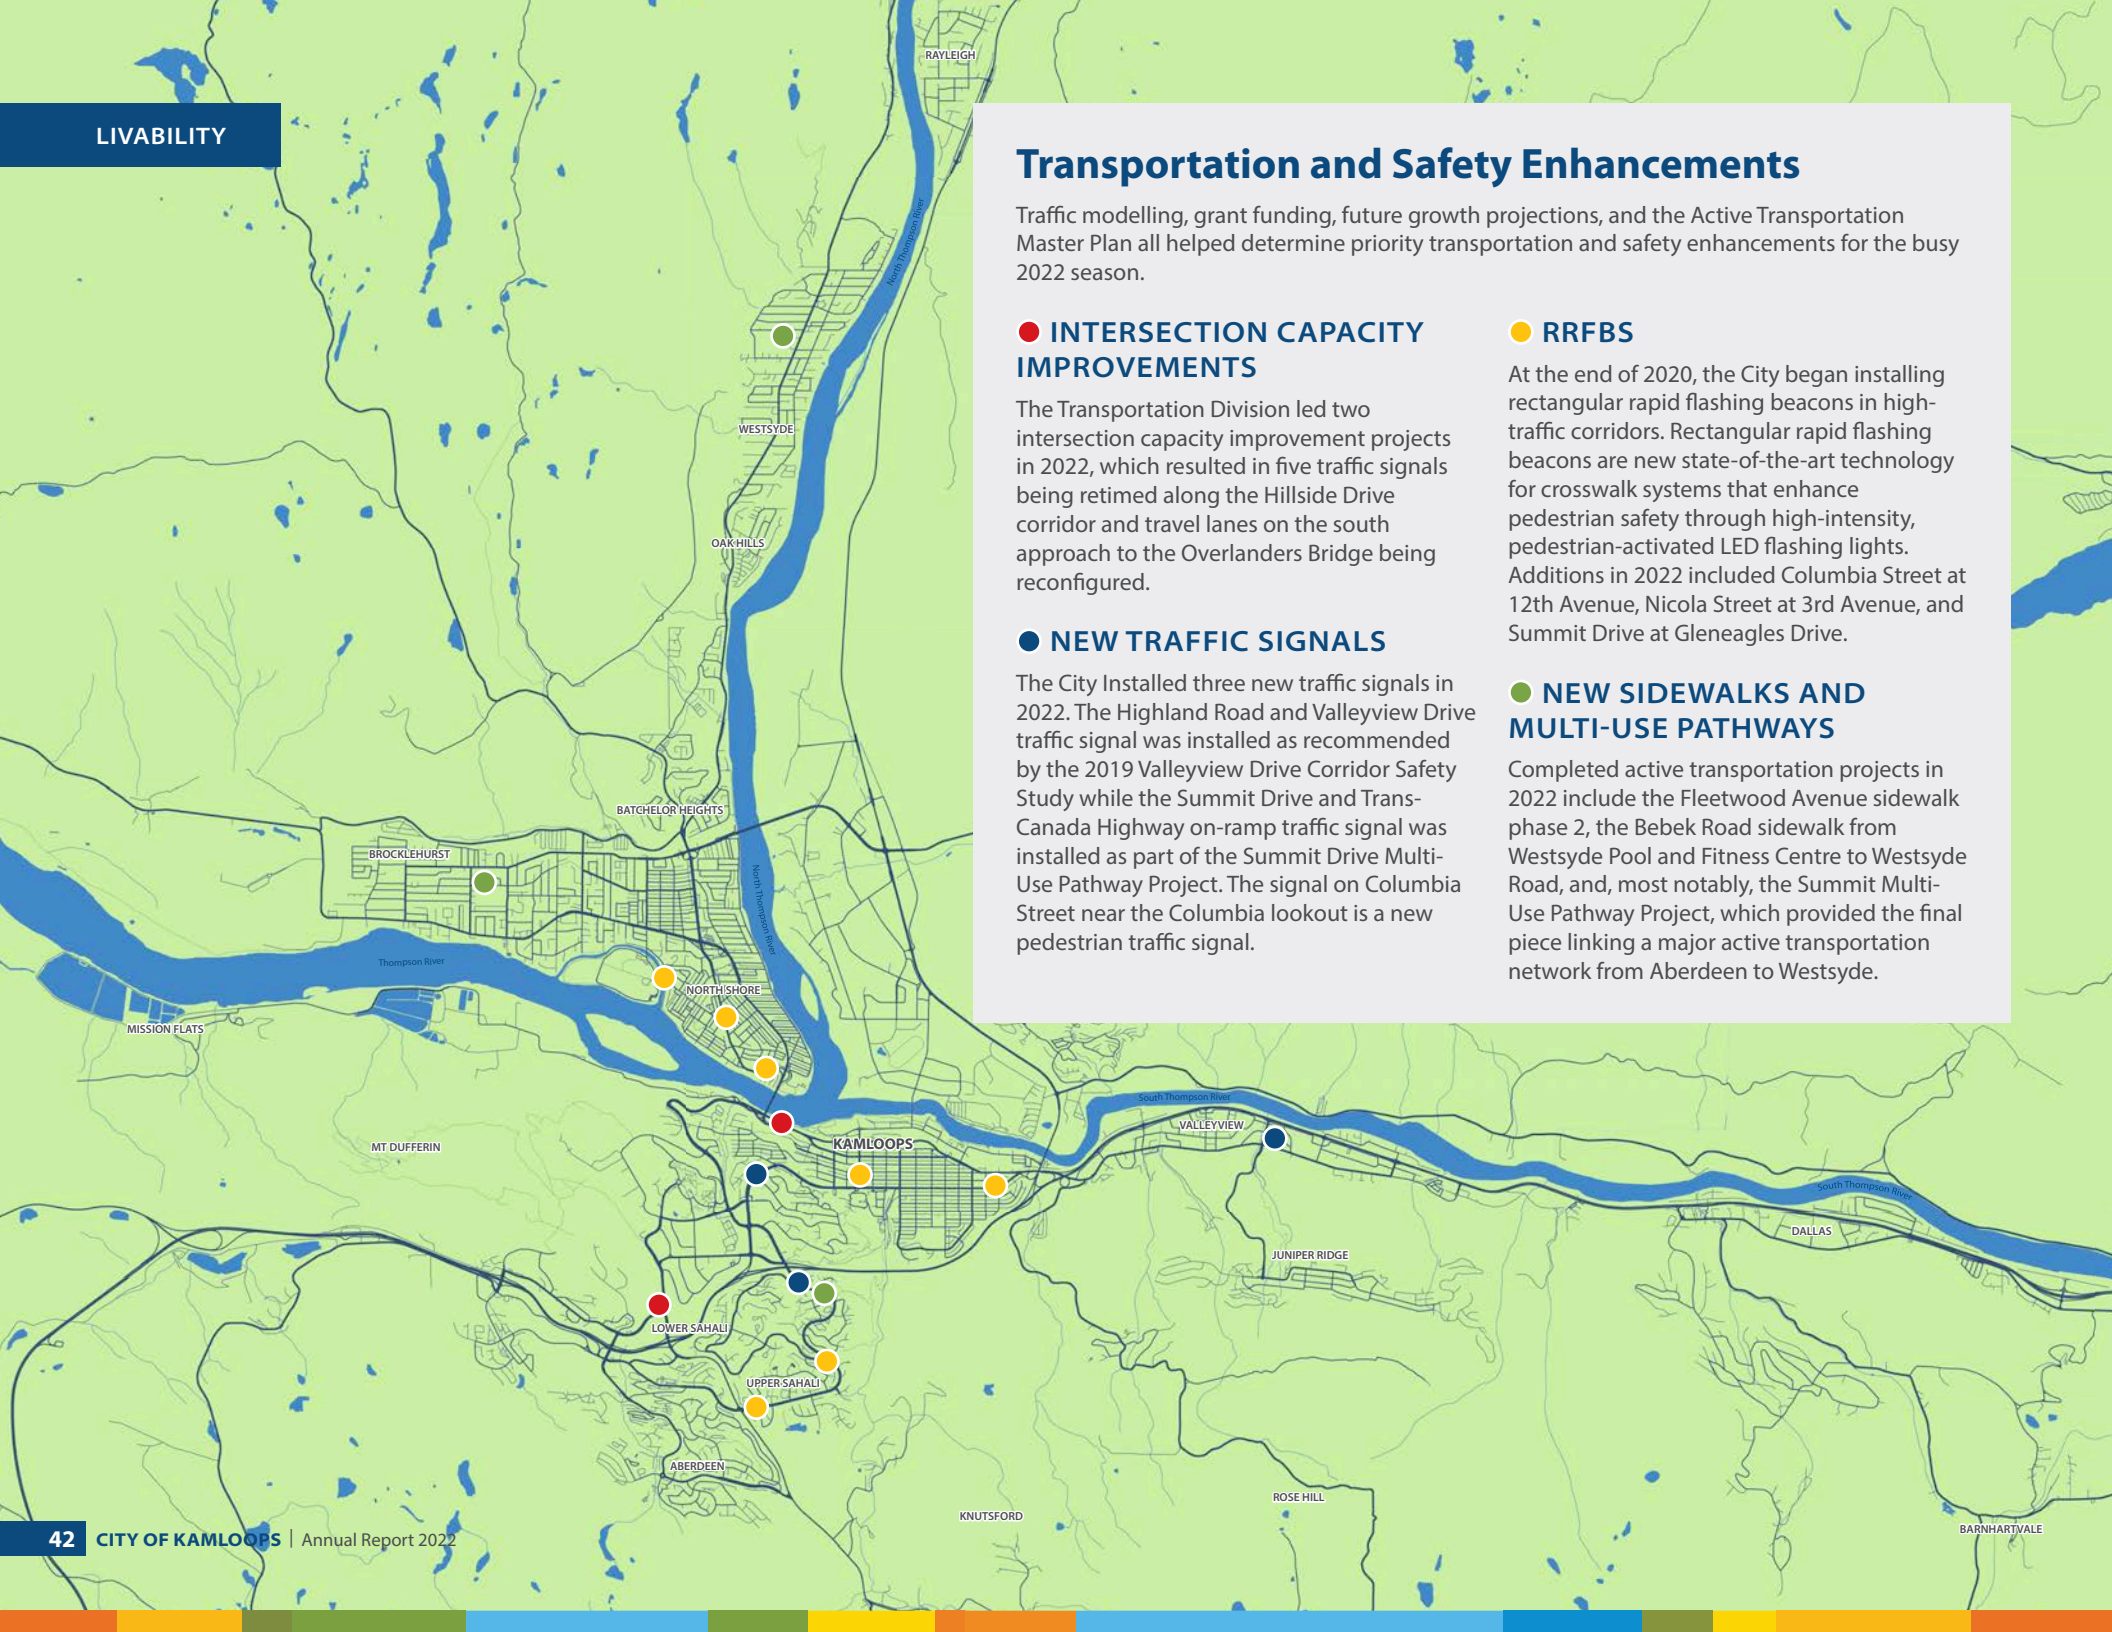 LIVABILITY
Transportation and Safety Enhancements
Traffic modelling, grant funding, future growth projections, and the Active Transportation
Master Plan all helped determine priority transportation and safety enhancements for the busy
2022 season.
INTERSECTION CAPACITY
IMPROVEMENTS
The Transportation Division led two
intersection capacity improvement projects
in 2022, which resulted in five traffic signals
being retimed along the Hillside Drive
corridor and travel lanes on the south
approach to the Overlanders Bridge being
reconfigured.
NEW TRAFFIC SIGNALS
The City Installed three new traffic signals in
2022. The Highland Road and Valleyview Drive
traffic signal was installed as recommended
by the 2019 Valleyview Drive Corridor Safety
Study while the Summit Drive and Trans-
Canada Highway on-ramp traffic signal was
installed as part of the Summit Drive Multi-
Use Pathway Project. The signal on Columbia
Street near the Columbia lookout is a new
pedestrian traffic signal.
RRFBS
At the end of 2020, the City began installing
rectangular rapid flashing beacons in high-
traffic corridors. Rectangular rapid flashing
beacons are new state-of-the-art technology
for crosswalk systems that enhance
pedestrian safety through high-intensity,
pedestrian-activated LED flashing lights.
Additions in 2022 included Columbia Street at
12th Avenue, Nicola Street at 3rd Avenue, and
Summit Drive at Gleneagles Drive.
NEW SIDEWALKS AND
MULTI-USE PATHWAYS
Completed active transportation projects in
2022 include the Fleetwood Avenue sidewalk
phase 2, the Bebek Road sidewalk from
Westsyde Pool and Fitness Centre to Westsyde
Road, and, most notably, the Summit Multi-
Use Pathway Project, which provided the final
piece linking a major active transportation
network from Aberdeen to Westsyde.
RAYLEIGH
North Thompson River
WESTSYDE
OAK HILLS
BATCHELOR HEIGHTS
BROCKLEHURST
North Thompson River
Thompson River
NORTH SHORE
MISSION FLATS
South Thompson River
VALLEYVIEW
KAMLOOPS
MT DUFFERIN
South Thompson River
DALLAS
JUNIPER RIDGE
LOWER SAHALI
UPPER SAHALI
ABERDEEN
ROSE HILL
KNUTSFORD
BARNHARTVALE
42 CITY OF KAMLOOPS | Annual Report 2022